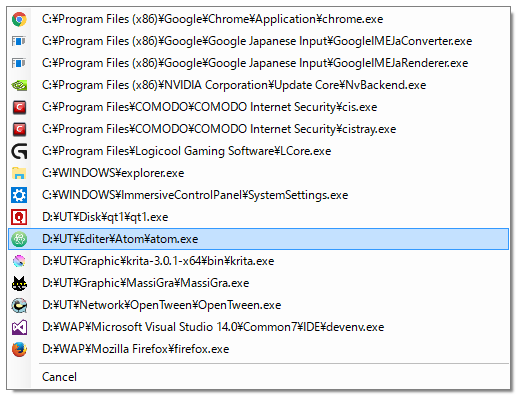 C:¥Program Files (x86)¥Google¥Chrome¥Application¥chrome.exe
C:¥Program Files (x86)¥Google¥Google Japanese Input¥GoogleIMEJaConverter.exe
C:¥Program Files (x86)¥Google¥Google Japanese Input¥GoogleIMEJaRenderer.exe
C:¥Program Files (x86)¥NVIDIA Corporation¥Update Core¥NvBackend.exe
C:¥Program Files¥COMODO¥COMODO Internet Security¥cis.exe
C:¥Program Files¥COMODO¥COMODO Internet Security¥cistray.exe
C:¥Program Files¥Logicool Gaming Software¥LCore.exe
C:¥WINDOWS¥explorer.exe
C:¥WINDOWS¥ImmersiveControlPanel¥SystemSettings.exe
D:¥UT¥Disk¥qt1¥qt1.exe
D:¥UT¥Editer¥Atom¥atom.exe
D:¥UT¥Graphic¥krita-3.0.1-x64¥bin¥krita.exe
D:¥UT¥Graphic¥MassiGra¥MassiGra.exe
D:¥UT¥Network¥OpenTween¥OpenTween.exe
D:¥WAP¥Microsoft Visual Studio 14.0¥Common7¥IDE¥devenv.exe
D:¥WAP¥Mozilla Firefox¥firefox.exe
Cancel